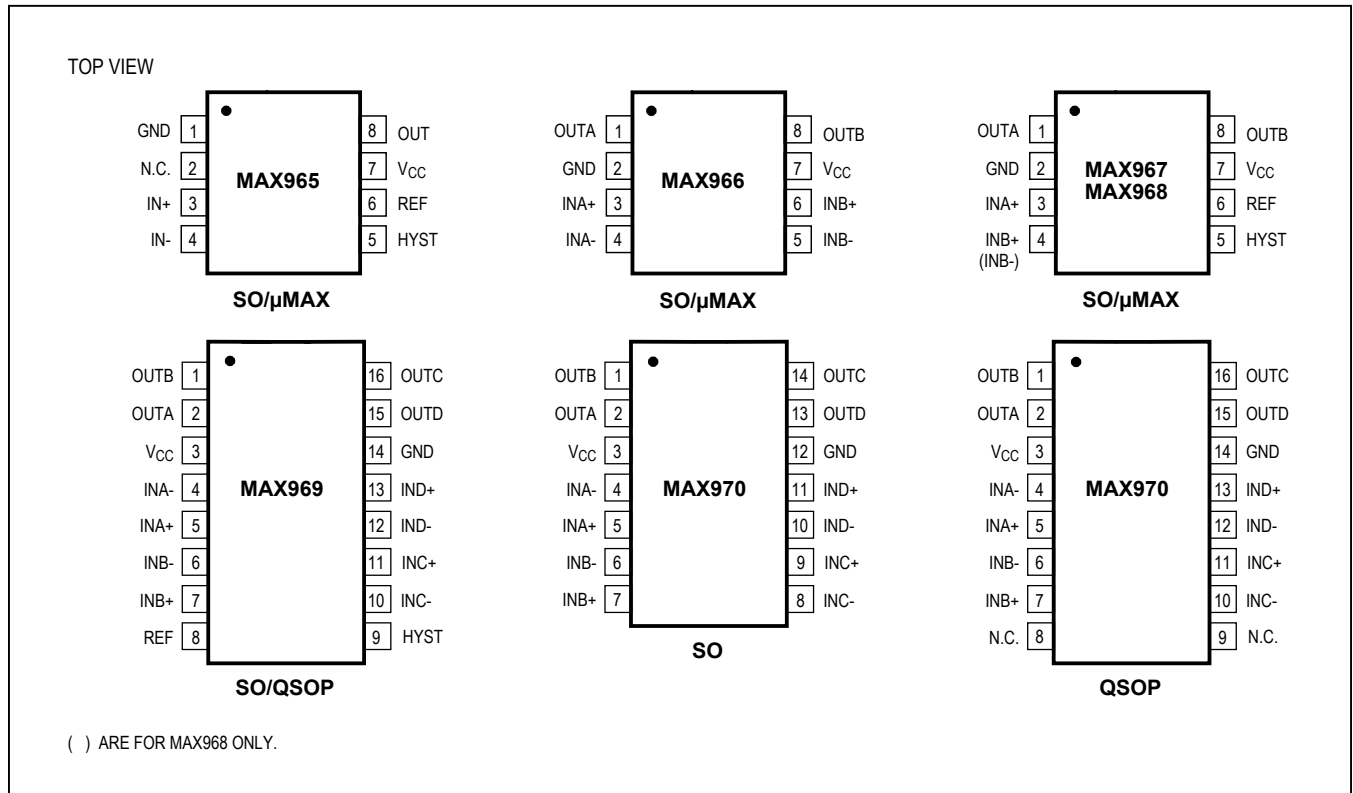 TOP VIEW
GND 1 MAX965 8 OUT
N.C. 2 7 VCC
IN+ 3 6 REF
IN- 4 5 HYST
SO/µMAX
OUTA 1 MAX966 8 OUTB
GND 2 7 VCC
INA+ 3 6 INB+
INA- 4 5 INB-
SO/µMAX
OUTA 1 MAX967 8 OUTB
GND 2 MAX968 7 VCC
INA+ 3 6 REF
INB+ 4 5 HYST
(INB-)
SO/µMAX
OUTB 1 16 OUTC
OUTA 2 15 OUTD
VCC 3 14 GND
INA- 4 MAX969 13 IND+
INA+ 5 12 IND-
INB- 6 11 INC+
INB+ 7 10 INC-
REF 8 9 HYST
SO/QSOP
OUTB 1 14 OUTC
OUTA 2 13 OUTD
VCC 3 12 GND
INA- 4 MAX970 11 IND+
INA+ 5 10 IND-
INB- 6 9 INC+
INB+ 7 8 INC-
SO
OUTB 1 16 OUTC
OUTA 2 15 OUTD
VCC 3 14 GND
INA- 4 MAX970 13 IND+
INA+ 5 12 IND-
INB- 6 11 INC+
INB+ 7 10 INC-
N.C. 8 9 N.C.
QSOP
( ) ARE FOR MAX968 ONLY.